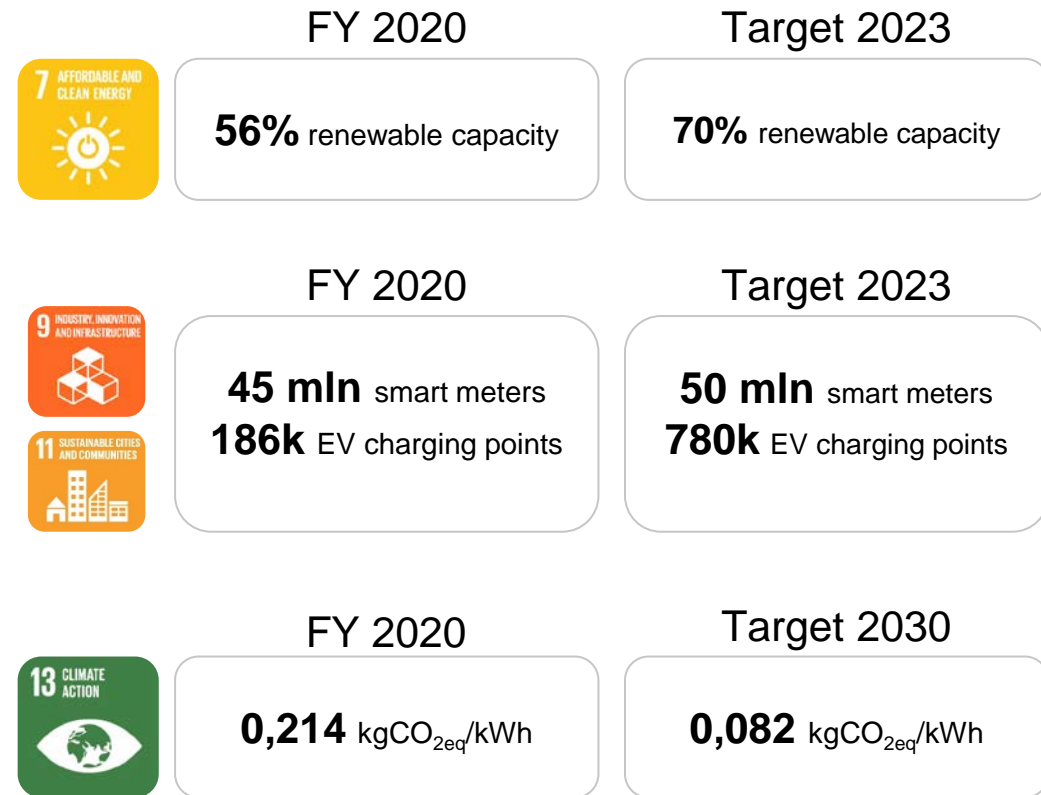 FY 2020
Target 2023
7 AFFORDABLE AND
CLEAN ENERGY
56% renewable capacity
70% renewable capacity
FY 2020
Target 2023
9 INDUSTRY, INNOVATION
AND INFRASTRUCTURE
45 mln smart meters
186k EV charging points
50 mln smart meters
780k EV charging points
11 SUSTAINABLE CITIES
AND COMMUNITIES
FY 2020
Target 2030
13 CLIMATE
ACTION
0,214 kgCO2eq/kWh
0,082 kgCO2eq/kWh